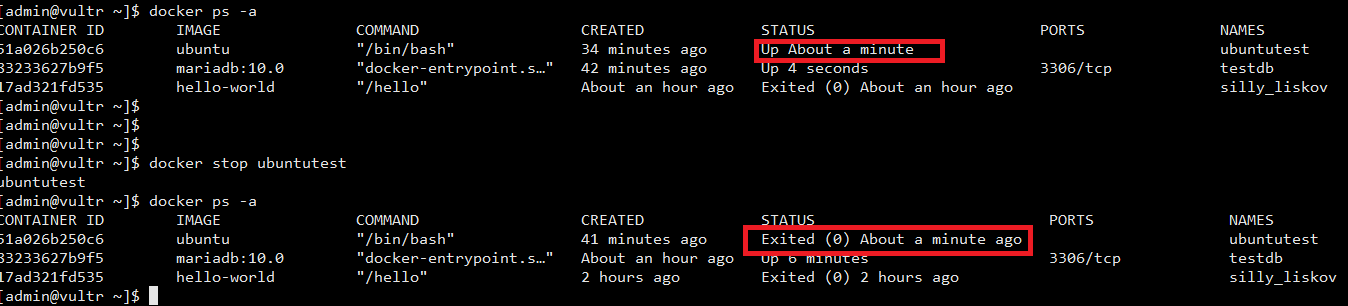 [admin@vultr ~]$ docker ps -a
CONTAINER ID IMAGE COMMAND CREATED STATUS PORTS NAMES
61a026b250c6 ubuntu "/bin/bash" 34 minutes ago Up About a minute ubuntutest
83233627b9f5 mariadb:10.0 "docker-entrypoint.s…" 42 minutes ago Up 4 seconds 3306/tcp testdb
17ad321fd535 hello-world "/hello" About an hour ago Exited (0) About an hour ago silly_liskov
[admin@vultr ~]$
[admin@vultr ~]$
[admin@vultr ~]$
[admin@vultr ~]$ docker stop ubuntutest
ubuntutest
[admin@vultr ~]$ docker ps -a
CONTAINER ID IMAGE COMMAND CREATED STATUS PORTS NAMES
61a026b250c6 ubuntu "/bin/bash" 41 minutes ago Exited (0) About a minute ago ubuntutest
83233627b9f5 mariadb:10.0 "docker-entrypoint.s…" About an hour ago Up 6 minutes 3306/tcp testdb
17ad321fd535 hello-world "/hello" 2 hours ago Exited (0) 2 hours ago silly_liskov
[admin@vultr ~]$